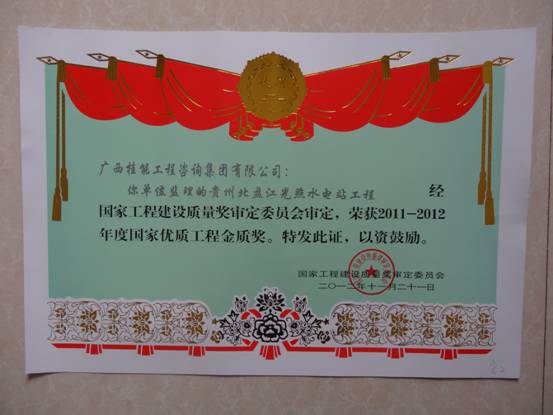 广西桂能工程咨询集团有限公司：
你单位监理的贵州北盘江光照水电站工程 经
国家工程建设质量奖审定委员会审定，荣获2011-2012
年度国家优质工程金质奖。特发此证，以资鼓励。
国家工程建设质量奖审定委员会
二〇一二年十一月二十一日